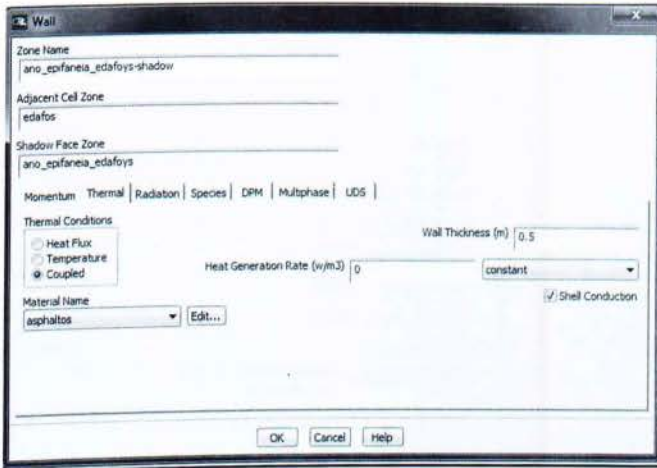 Wall
X
Zone Name
ano_epifaneia_edafoys-shadow
Adjacent Cell Zone
edafos
Shadow Face Zone
ano_epifaneia_edafoys
Momentum Thermal Radiation Species DPM Multiphase UDS
Thermal Conditions
Heat Flux
Temperature
Coupled
Wall Thickness (m) 0.5
Heat Generation Rate (w/m3) 0 constant
Shell Conduction
Material Name
asphaltos Edit...
OK Cancel Help